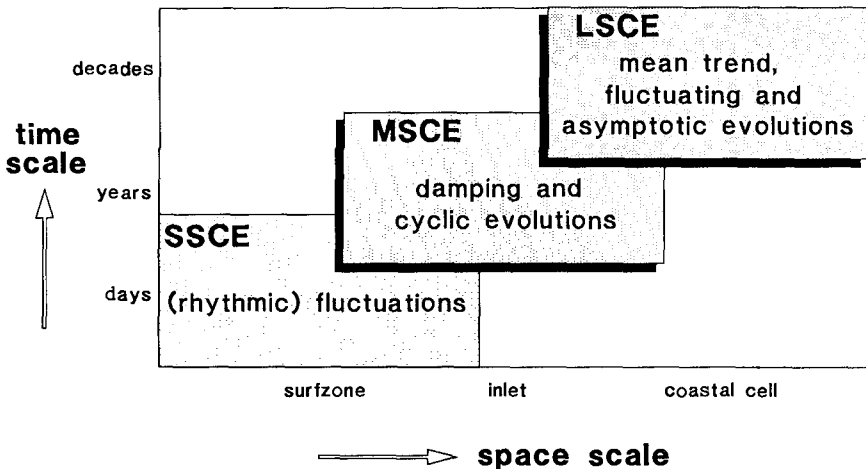 LSCE
mean trend,
fluctuating and
asymptotic evolutions
decades
MSCE
damping and
cyclic evolutions
time
scale
years
SSCE
(rhythmic) fluctuations
days
surfzone
inlet
coastal cell
space scale